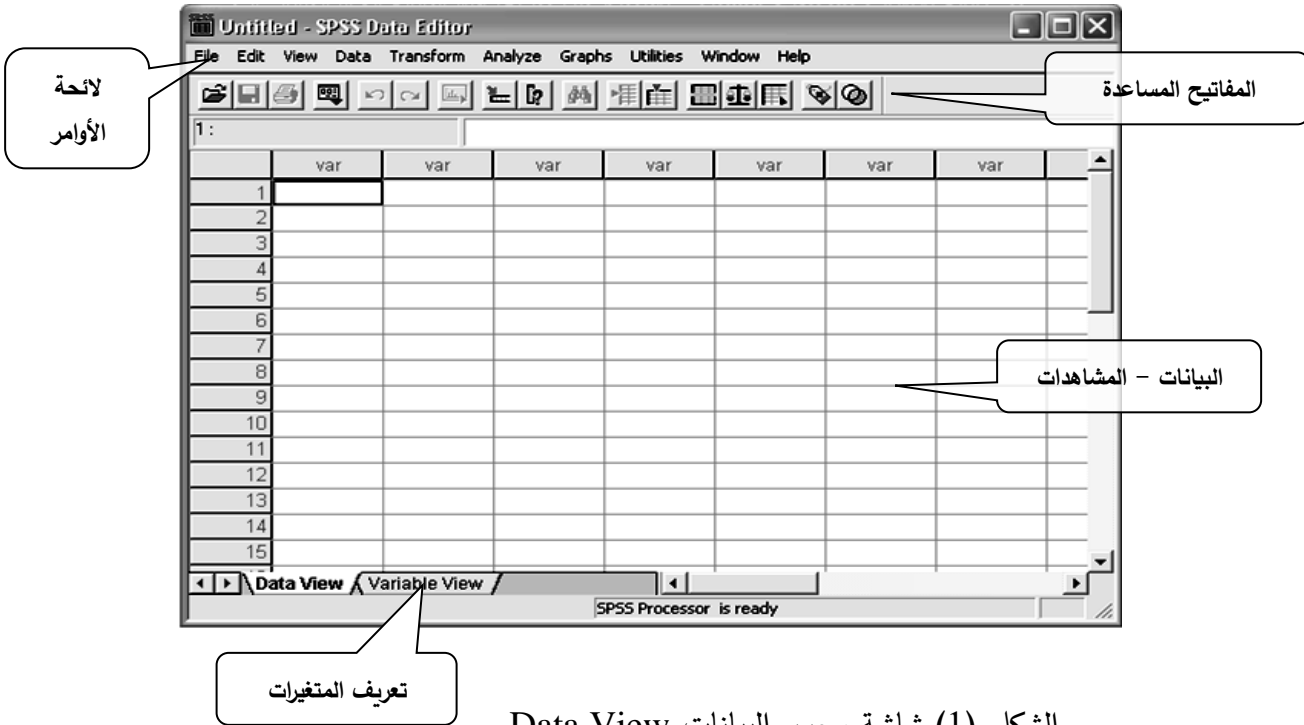 Untitled - SPSS Data Editor
File Edit View Data Transform Analyze Graphs Utilities Window Help
لائحة
الأوامر
المفاتيح المساعدة
1 :
var var var var var var var
1
2
3
4
5
6
7
8
9
10
11
12
13
14
15
البيانات – المشاهدات
Data View Variable View
SPSS Processor is ready
تعريف المتغيرات
الشكل (1) شاشة البيانات Data View